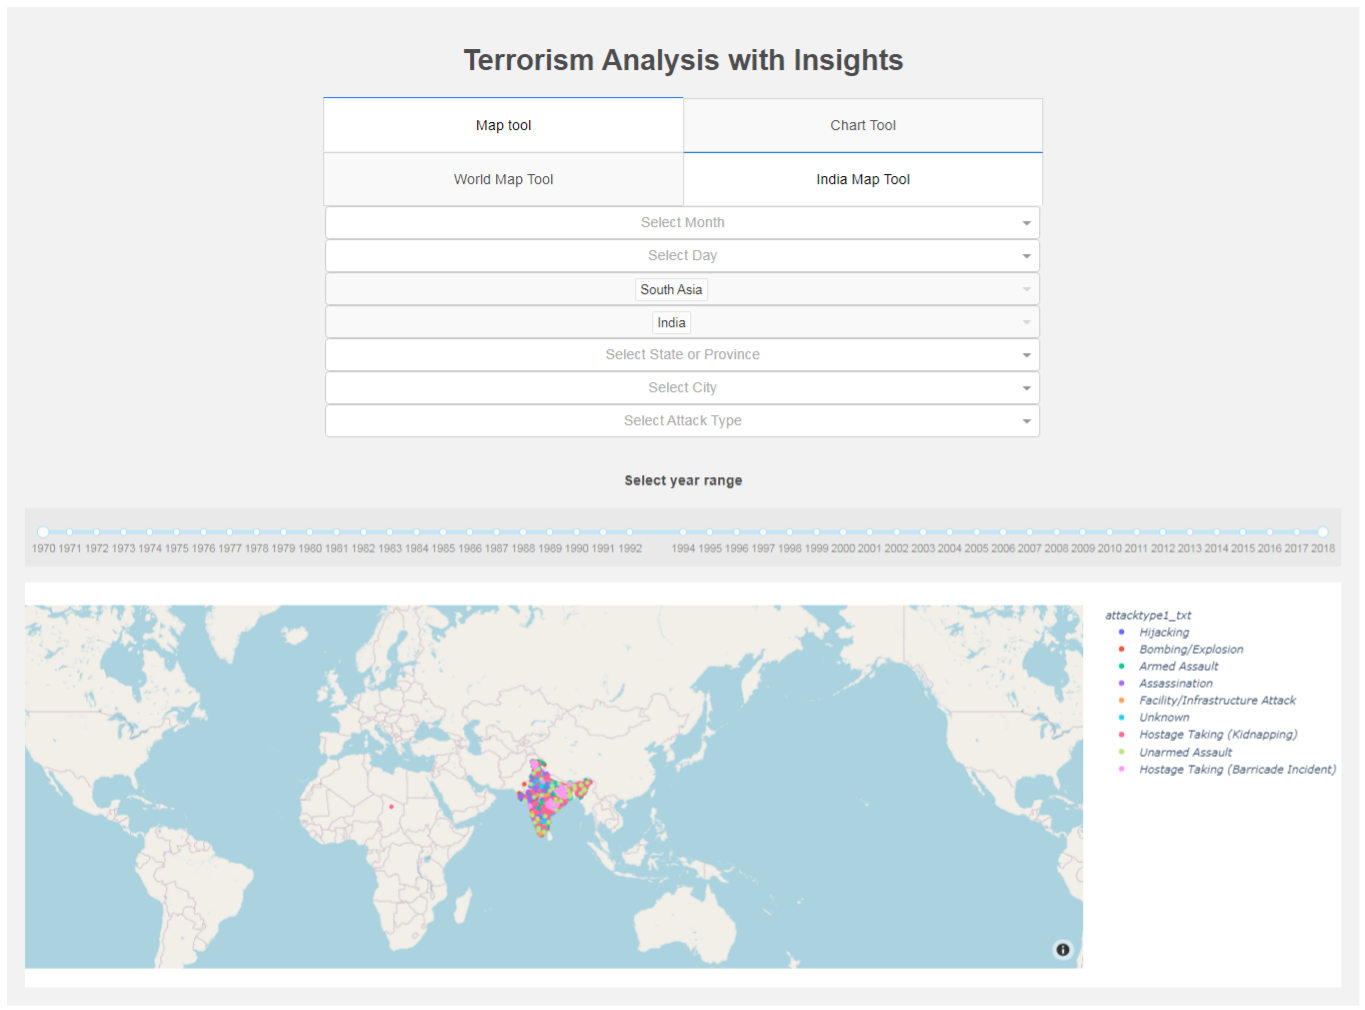 Terrorism Analysis with Insights
Map tool
Chart Tool
World Map Tool
India Map Tool
Select Month
Select Day
South Asia
India
Select State or Province
Select City
Select Attack Type
Select year range
1970 1971 1972 1973 1974 1975 1976 1977 1978 1979 1980 1981 1982 1983 1984 1985 1986 1987 1988 1989 1990 1991 1992 1994 1995 1996 1997 1998 1999 2000 2001 2002 2003 2004 2005 2006 2007 2008 2009 2010 2011 2012 2013 2014 2015 2016 2017 2018
attacktype1_txt
Hijacking
Bombing/Explosion
Armed Assault
Assassination
Facility/Infrastructure Attack
Unknown
Hostage Taking (Kidnapping)
Unarmed Assault
Hostage Taking (Barricade Incident)